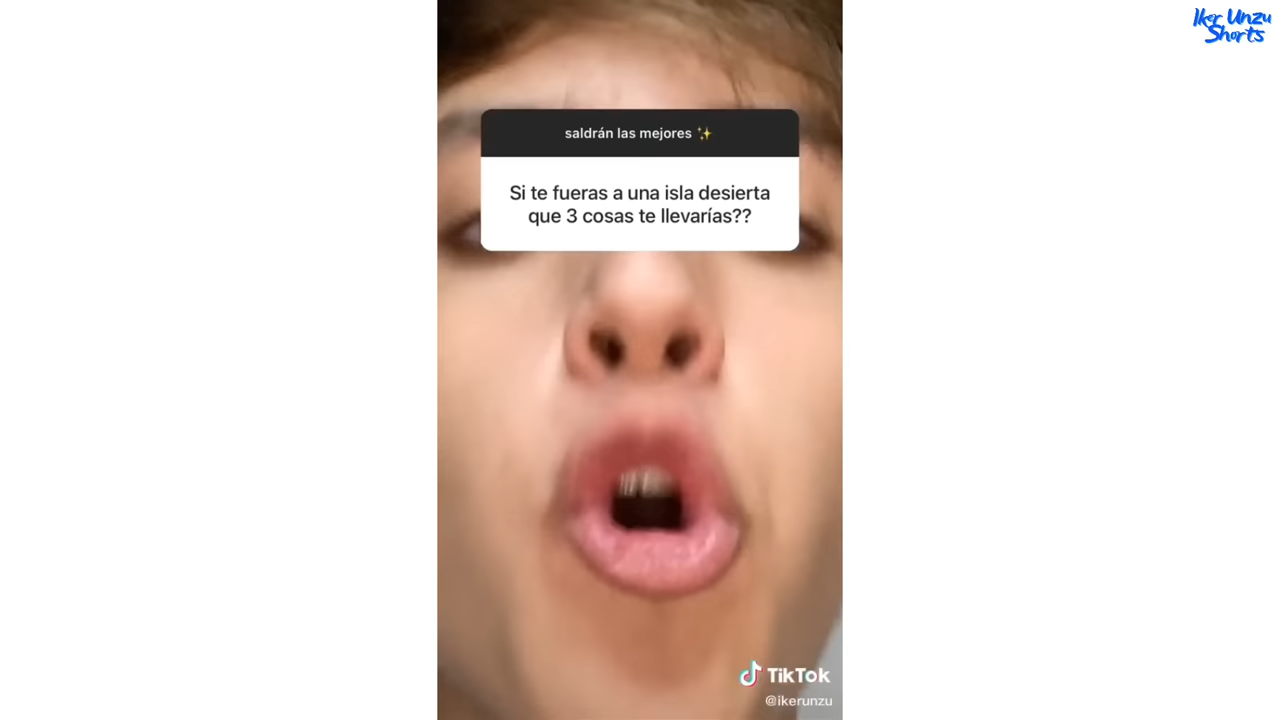 Iker Unzu
Shorts
saldrán las mejores ✨
Si te fueras a una isla desierta
que 3 cosas te llevarías??
TikTok
@ikerunzu